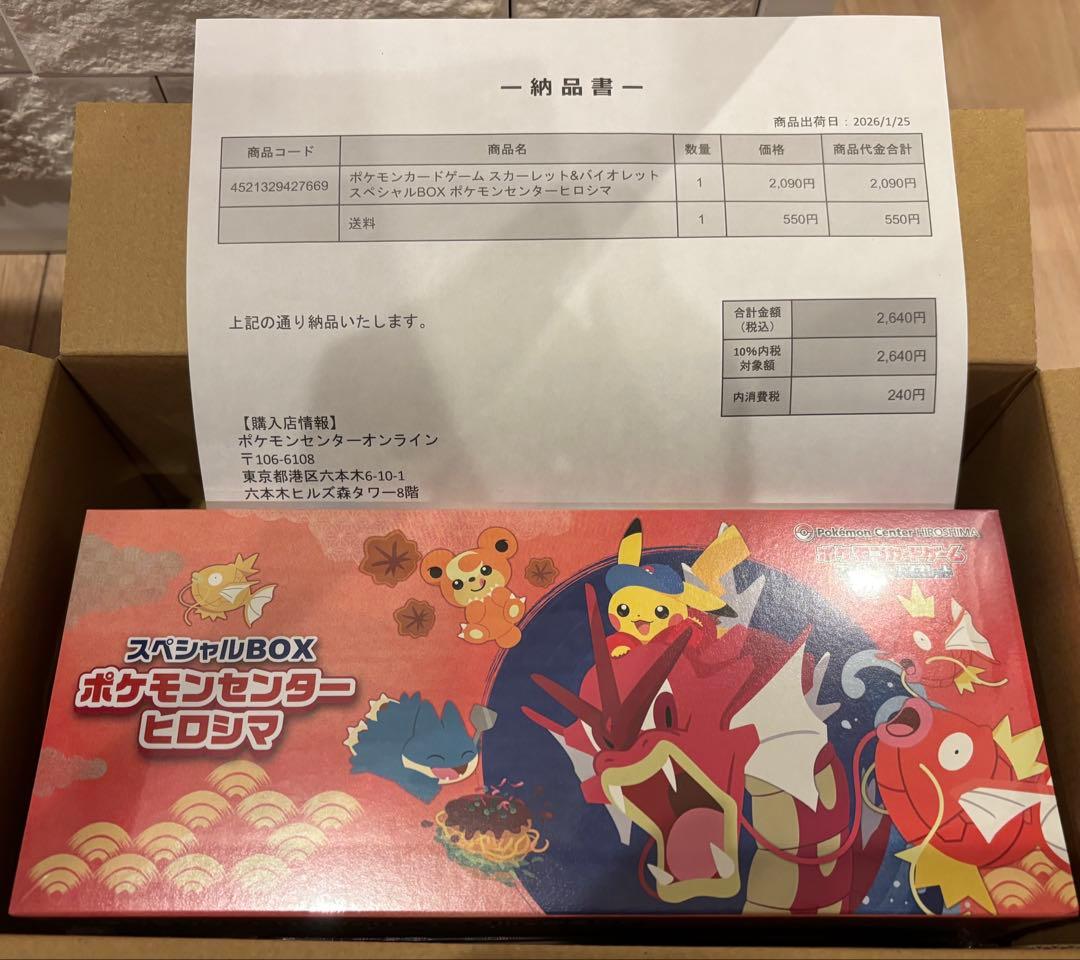 ― 納品書 ―
商品出荷日：2026/1/25
商品コード 商品名 数量 価格 商品代金合計
4521329427669 ポケモンカードゲーム スカーレット&バイオレット 1 2,090円 2,090円
スペシャルBOX ポケモンセンターヒロシマ
送料 1 550円 550円
上記の通り納品いたします。
合計金額 2,640円
（税込）
10%内税 2,640円
対象額
内消費税 240円
【購入店情報】
ポケモンセンターオンライン
〒106-6108
東京都港区六本木6-10-1
六本木ヒルズ森タワー8階
Pokémon Center HIROSHIMA
ポケモンカードゲーム
スペシャルBOX
ポケモンセンター
ヒロシマ